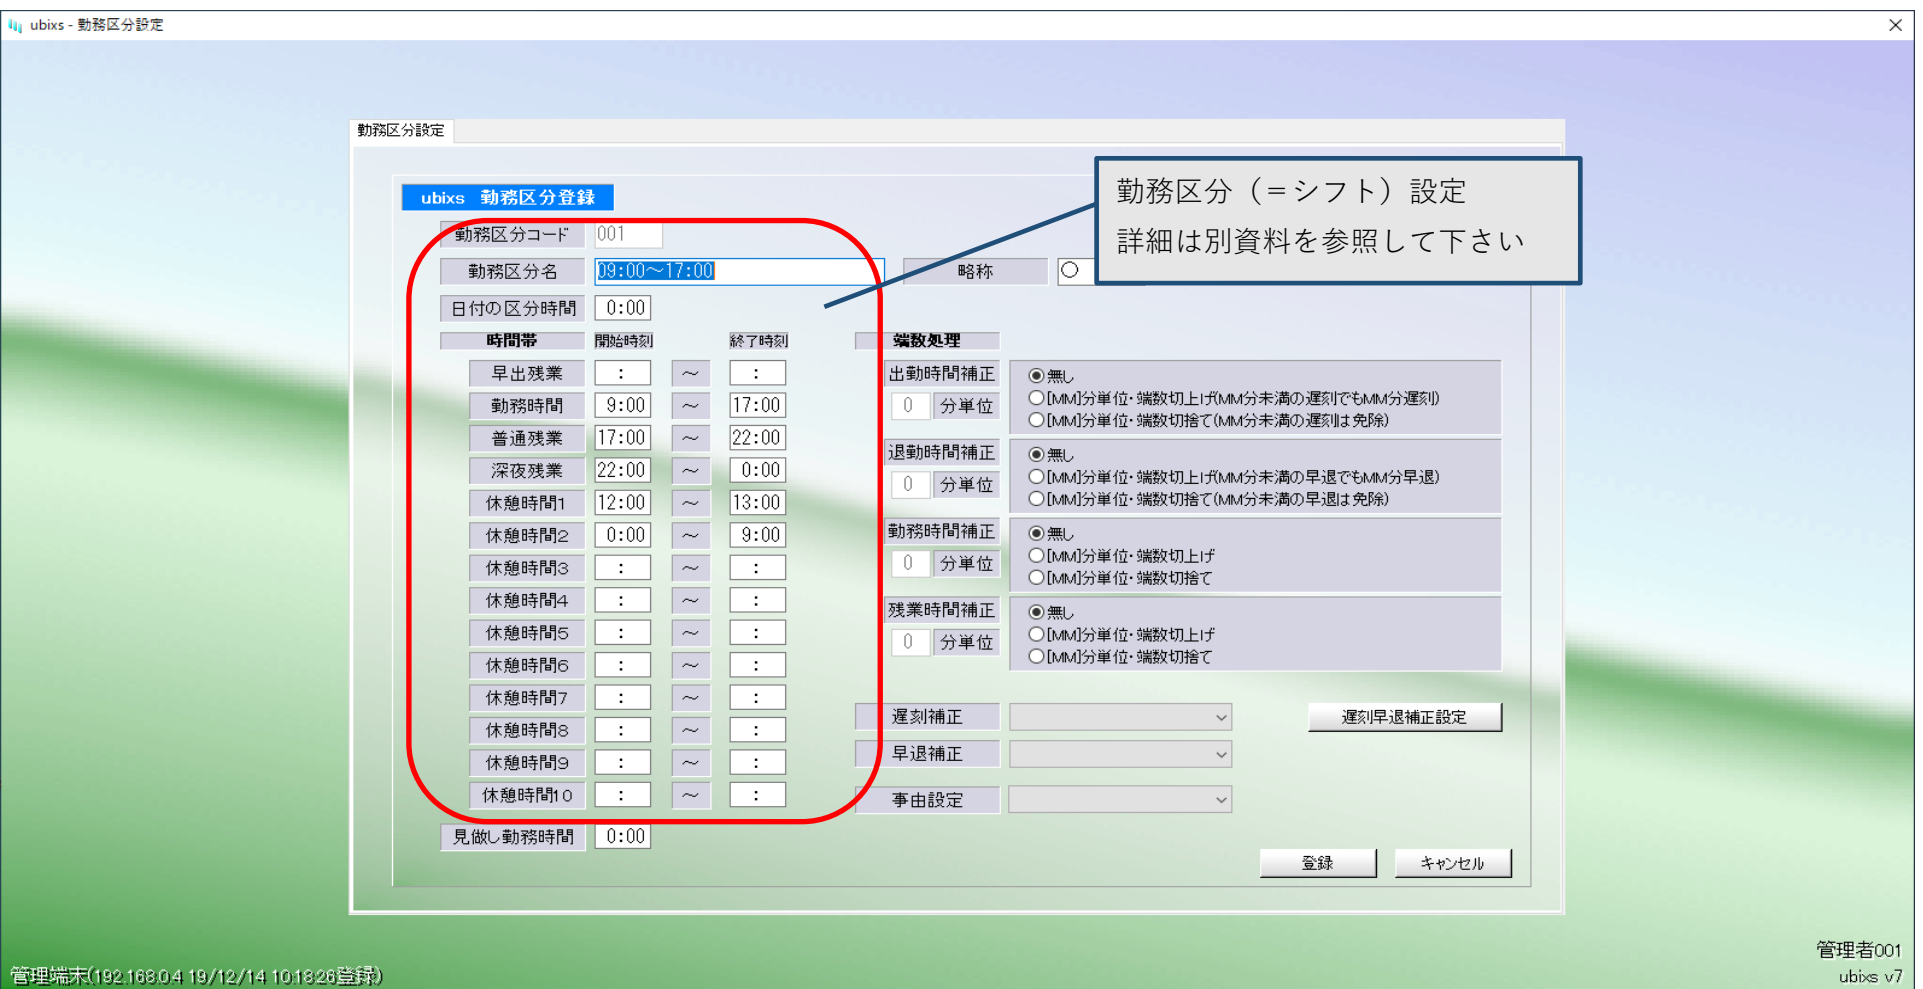 ubixs - 勤務区分設定
勤務区分設定
ubixs 勤務区分登録
勤務区分（＝シフト）設定
詳細は別資料を参照して下さい
勤務区分コード 001
勤務区分名 09:00～17:00 略称 〇
日付の区分時間 0:00
時間帯 開始時刻 終了時刻
早出残業 : ～ :
勤務時間 9:00 ～ 17:00
普通残業 17:00 ～ 22:00
深夜残業 22:00 ～ 0:00
休憩時間1 12:00 ～ 13:00
休憩時間2 0:00 ～ 9:00
休憩時間3 : ～ :
休憩時間4 : ～ :
休憩時間5 : ～ :
休憩時間6 : ～ :
休憩時間7 : ～ :
休憩時間8 : ～ :
休憩時間9 : ～ :
休憩時間10 : ～ :
見做し勤務時間 0:00
端数処理
出勤時間補正
0 分単位
無し
[MM]分単位・端数切上げ(MM分未満の遅刻でもMM分遅刻)
[MM]分単位・端数切捨て(MM分未満の遅刻は免除)
退勤時間補正
0 分単位
無し
[MM]分単位・端数切上げ(MM分未満の早退でもMM分早退)
[MM]分単位・端数切捨て(MM分未満の早退は免除)
勤務時間補正
0 分単位
無し
[MM]分単位・端数切上げ
[MM]分単位・端数切捨て
残業時間補正
0 分単位
無し
[MM]分単位・端数切上げ
[MM]分単位・端数切捨て
遅刻補正 遅刻早退補正設定
早退補正
事由設定
登録 キャンセル
管理者001
管理端末(192.168.0.4 19/12/14 10:18:26登録) ubixs v7